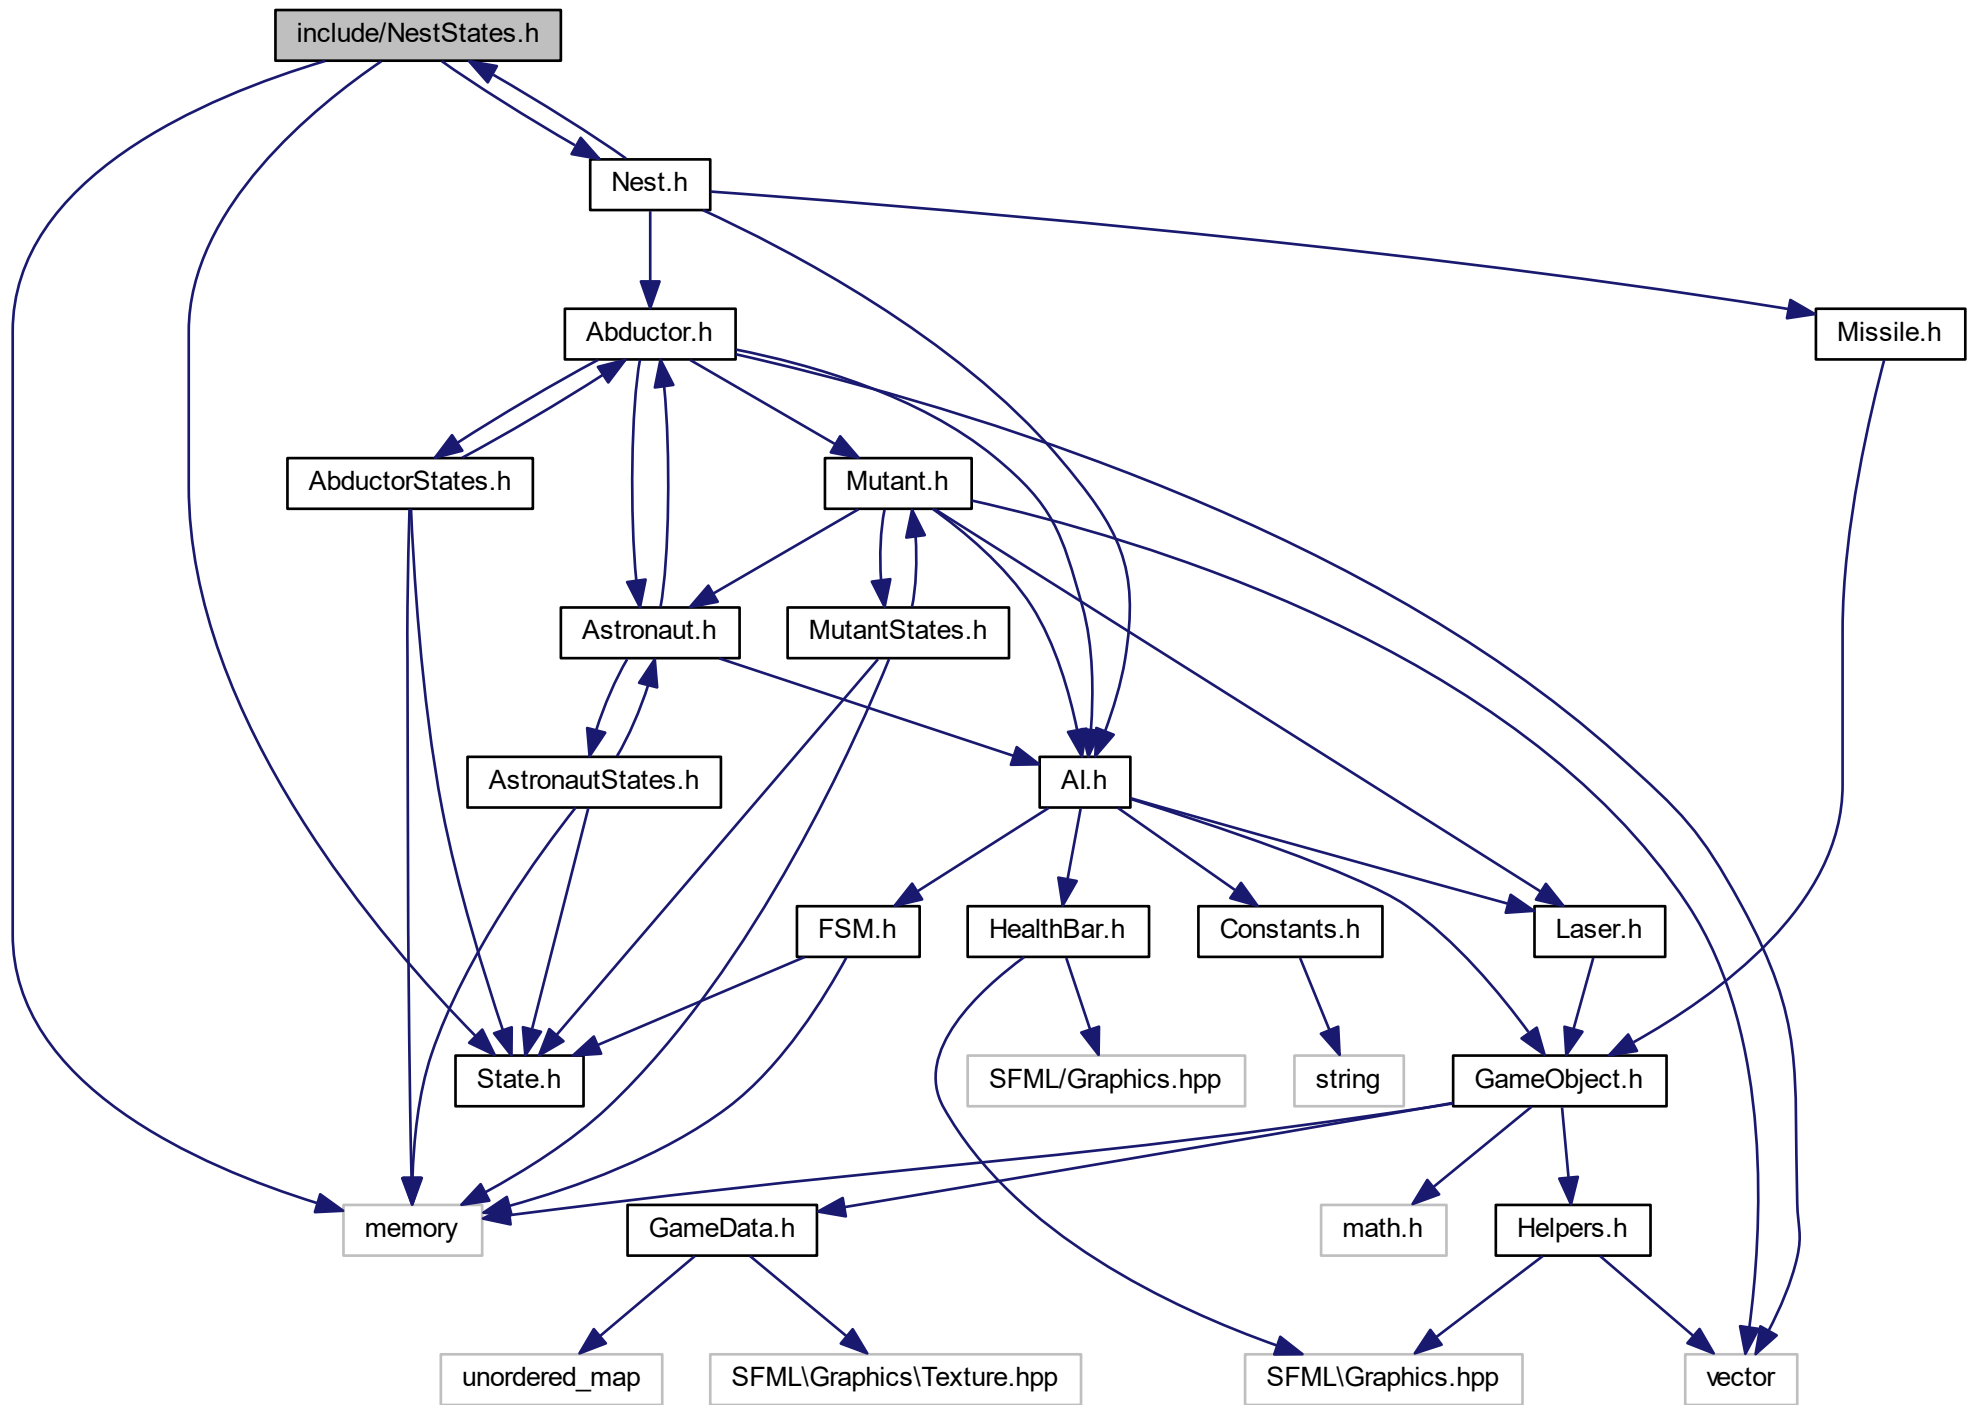 include/NestStates.h
Nest.h
Abductor.h
Missile.h
AbductorStates.h
Mutant.h
Astronaut.h
MutantStates.h
AstronautStates.h
AI.h
FSM.h
HealthBar.h
Constants.h
Laser.h
State.h
SFML/Graphics.hpp
string
GameObject.h
memory
GameData.h
math.h
Helpers.h
unordered_map
SFML\Graphics\Texture.hpp
SFML\Graphics.hpp
vector